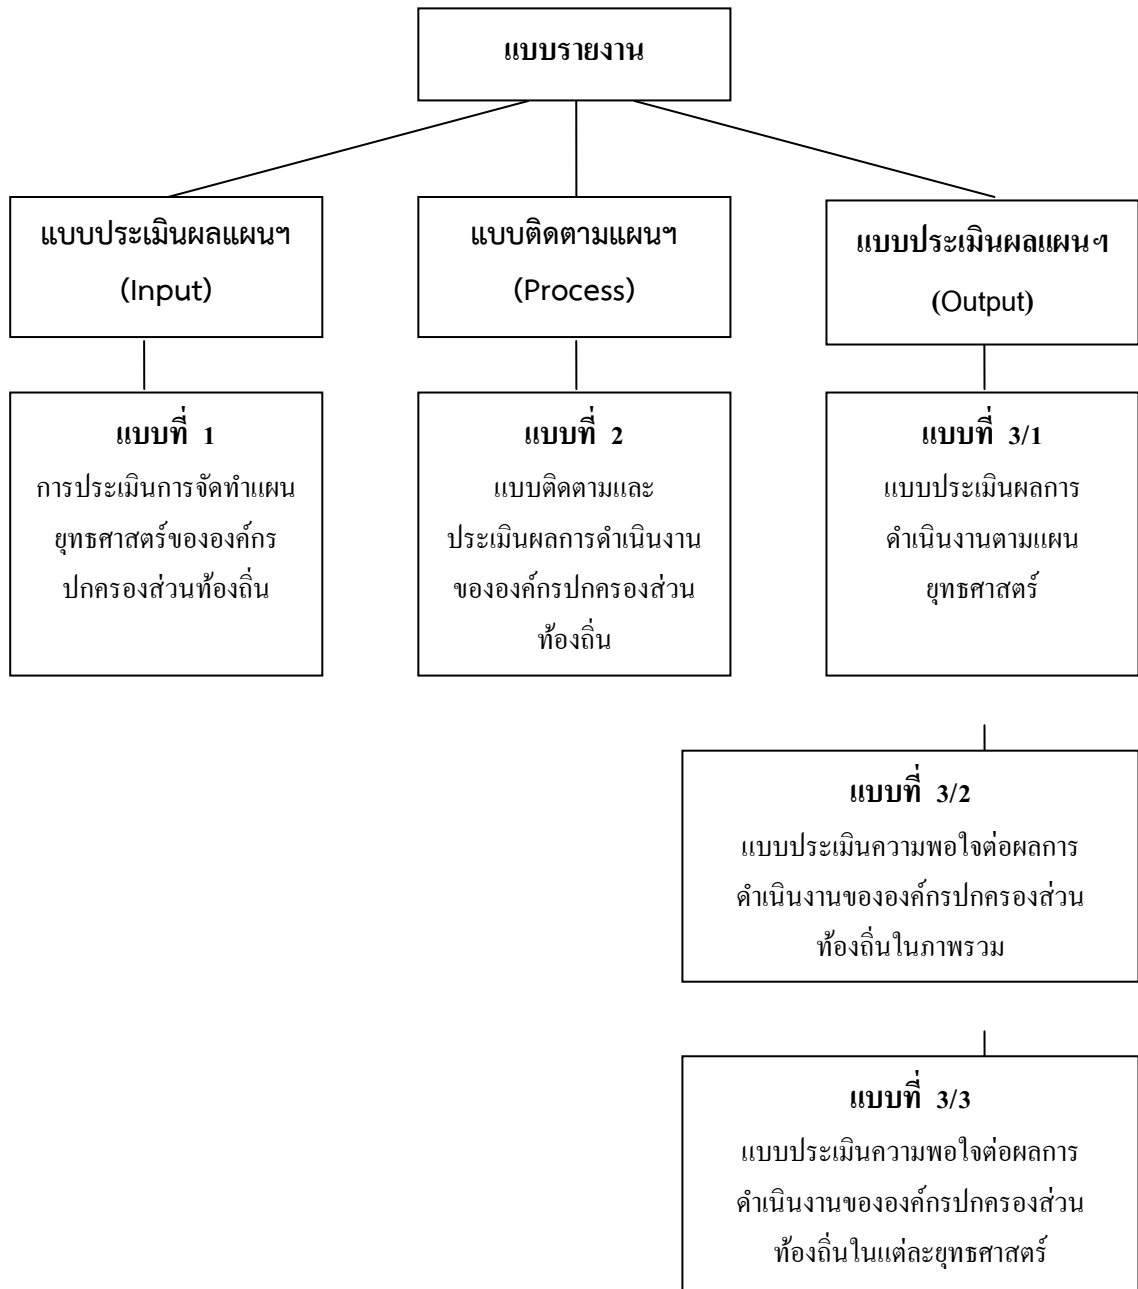 แบบรายงาน
แบบประเมินผลแผนฯ
(Input)
แบบติดตามแผนฯ
(Process)
แบบประเมินผลแผนฯ
(Output)
แบบที่ 1
การประเมินการจัดทำแผน
ยุทธศาสตร์ขององค์กร
ปกครองส่วนท้องถิ่น
แบบที่ 2
แบบติดตามและ
ประเมินผลการดำเนินงาน
ขององค์กรปกครองส่วน
ท้องถิ่น
แบบที่ 3/1
แบบประเมินผลการ
ดำเนินงานตามแผน
ยุทธศาสตร์
แบบที่ 3/2
แบบประเมินความพอใจต่อผลการ
ดำเนินงานขององค์กรปกครองส่วน
ท้องถิ่นในภาพรวม
แบบที่ 3/3
แบบประเมินความพอใจต่อผลการ
ดำเนินงานขององค์กรปกครองส่วน
ท้องถิ่นในแต่ละยุทธศาสตร์